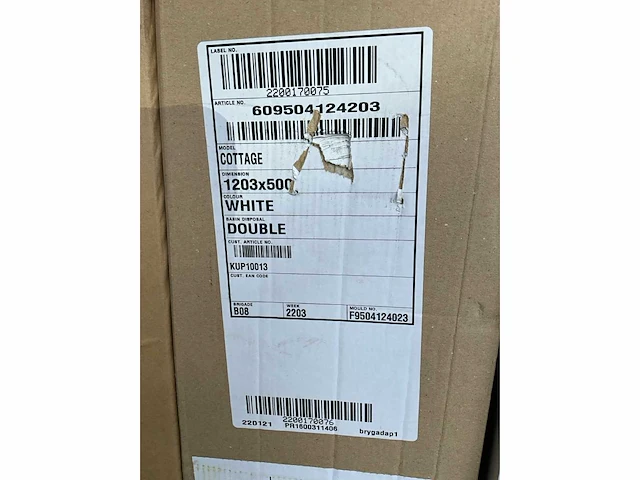 LABEL NO.
2200170075
ARTICLE NO.
609504124203
MODEL
COTTAGE
DIMENSION
1203x500
COLOUR
WHITE
BASIN DISPOSAL
DOUBLE
CUST. ARTICLE NO.
KUP10013
CUST. EAN CODE
BRIGADE WEEK MOULD NO.
B08 2203 F9504124023
2200170076
220121 PR1600311406 brygadap1